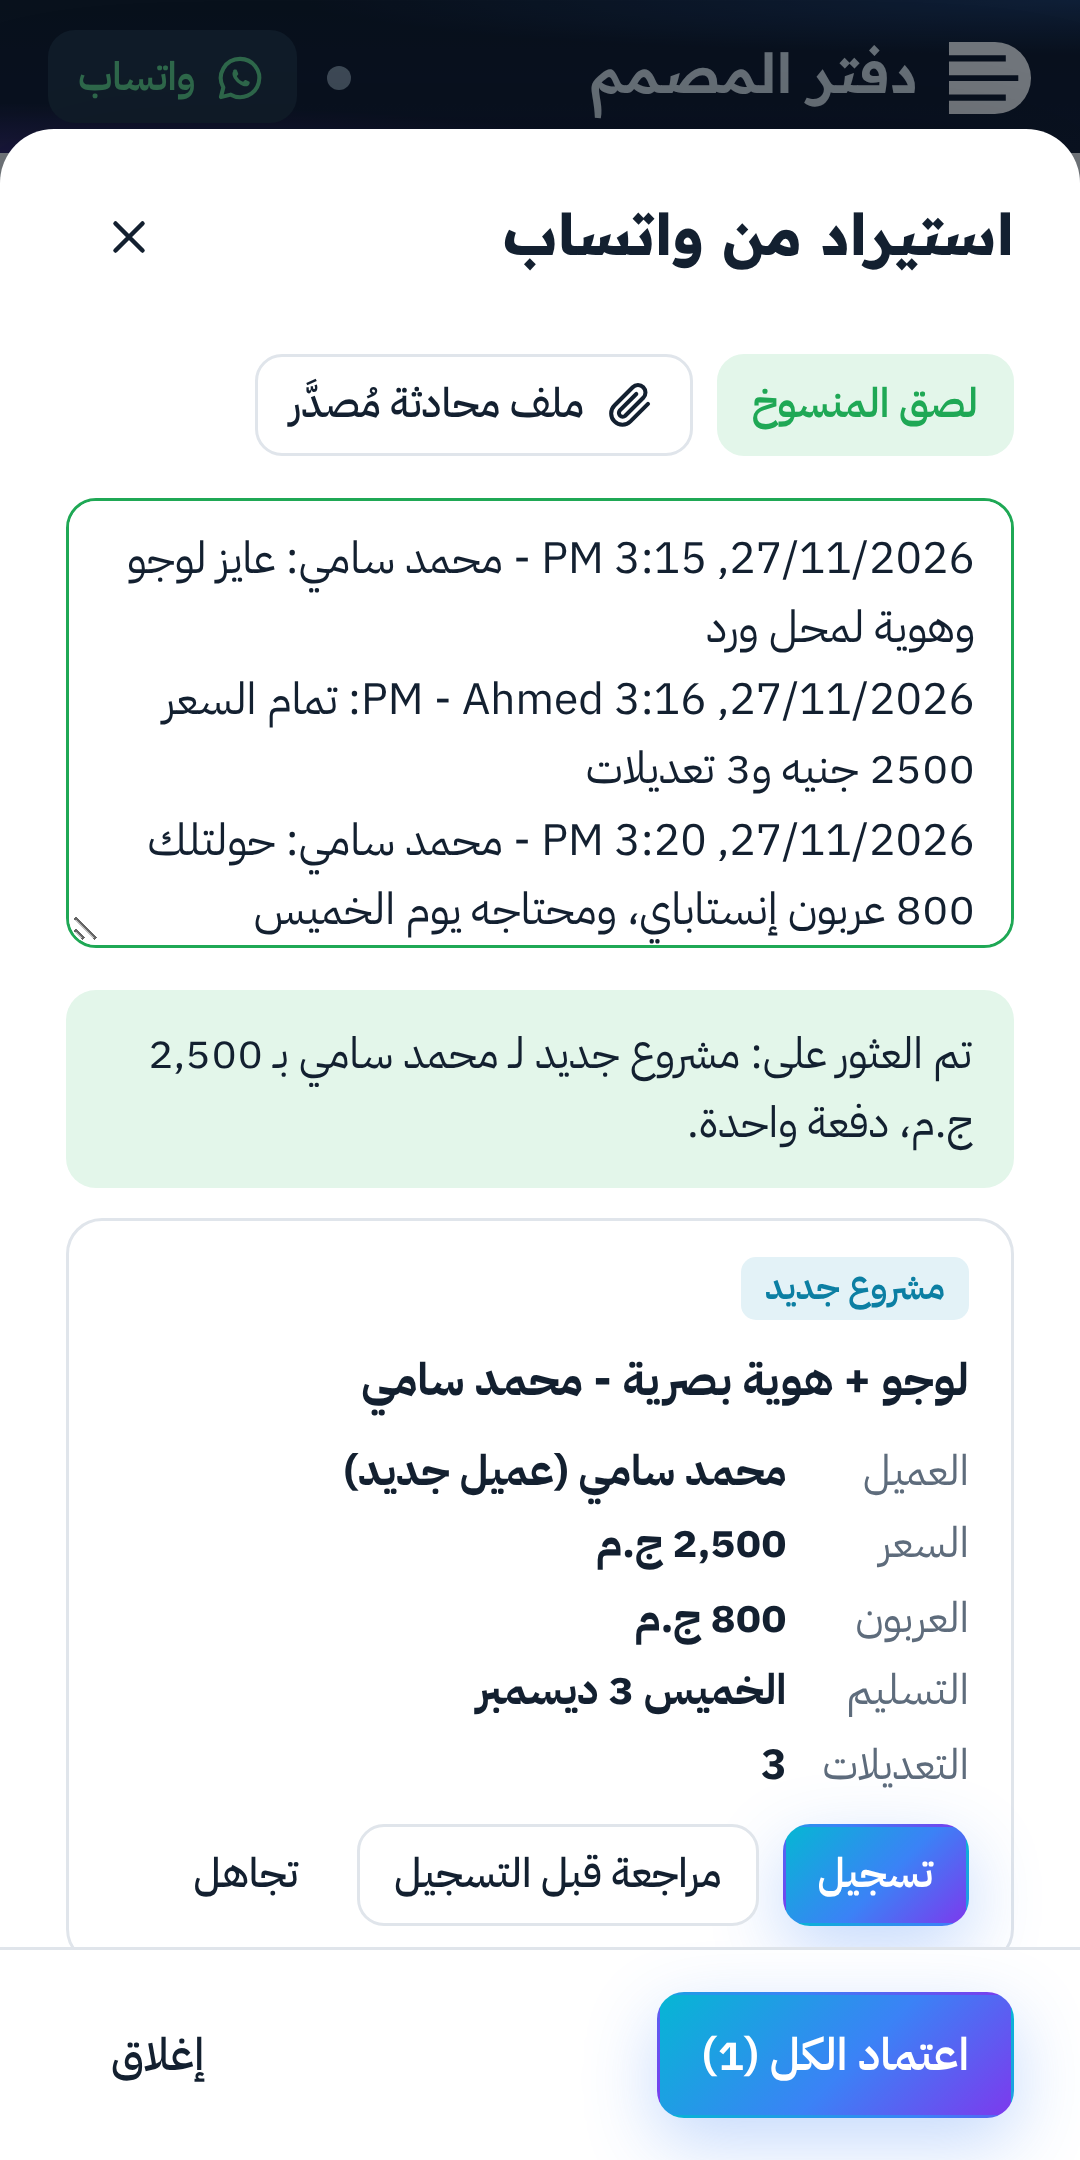 دفتر المصمم
واتساب
استيراد من واتساب
لصق المنسوخ
ملف محادثة مُصدَّر
27/11/2026, 3:15 PM - محمد سامي: عايز لوجو
وهوية لمحل ورد
27/11/2026, 3:16 PM - Ahmed: تمام السعر
2500 جنيه و3 تعديلات
27/11/2026, 3:20 PM - محمد سامي: حولتلك
800 عربون إنستاباي، ومحتاجه يوم الخميس
تم العثور على: مشروع جديد لـ محمد سامي بـ 2,500
ج.م، دفعة واحدة.
مشروع جديد
لوجو + هوية بصرية - محمد سامي
العميل محمد سامي (عميل جديد)
السعر 2,500 ج.م
العربون 800 ج.م
التسليم الخميس 3 ديسمبر
التعديلات 3
تسجيل
مراجعة قبل التسجيل
تجاهل
اعتماد الكل (1)
إغلاق